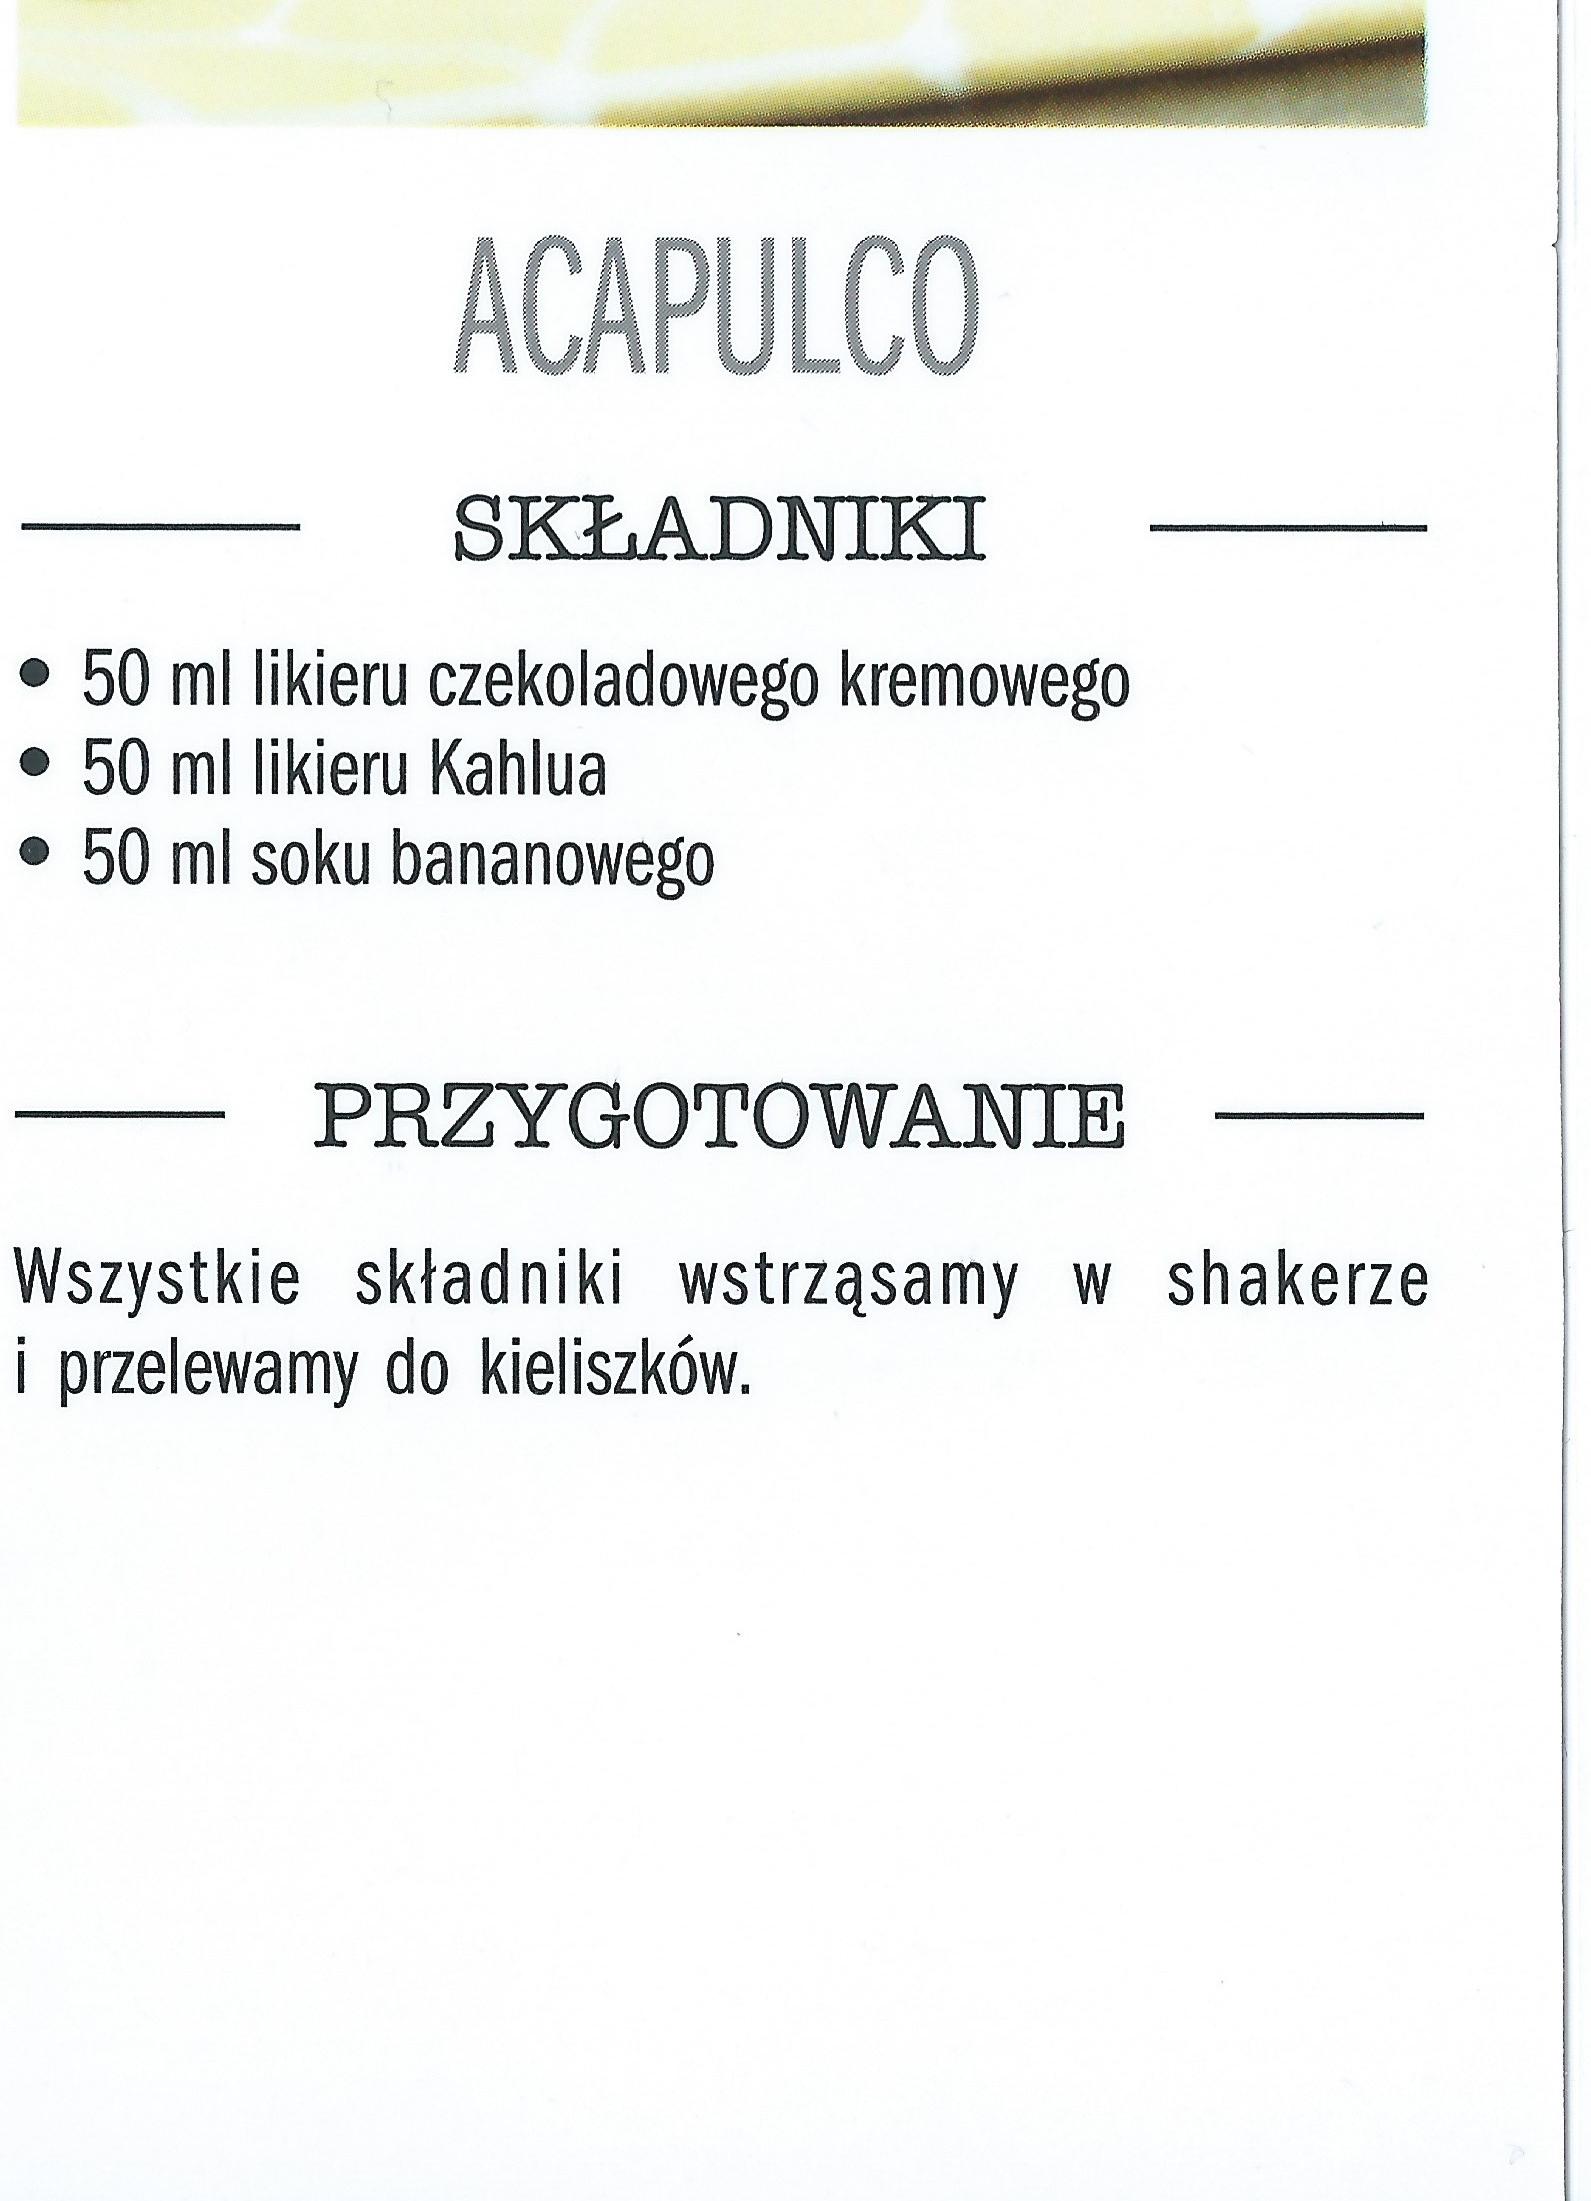 ACAPULCO
SKŁADNIKI
• 50 ml likieru czekoladowego kremowego
• 50 ml likieru Kahlua
• 50 ml soku bananowego
PRZYGOTOWANIE
Wszystkie składniki wstrząsamy w shakerze
i przelewamy do kieliszków.